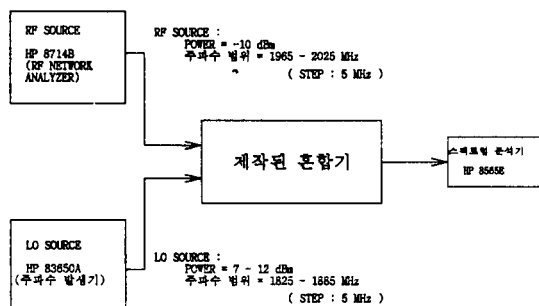 RF SOURCE
HP 8714B
(RF NETWORK
ANALYZER)
RF SOURCE :
POWER = -10 dBm
주파수 범위 = 1965 - 2025 MHz
( STEP : 5 MHz )
제작된 혼합기
스펙트럼 분석기
HP 8565E
LO SOURCE
HP 83650A
(주파수 발생기)
LO SOURCE :
POWER = 7 - 12 dBm
주파수 범위 = 1825 - 1885 MHz
( STEP : 5 MHz )